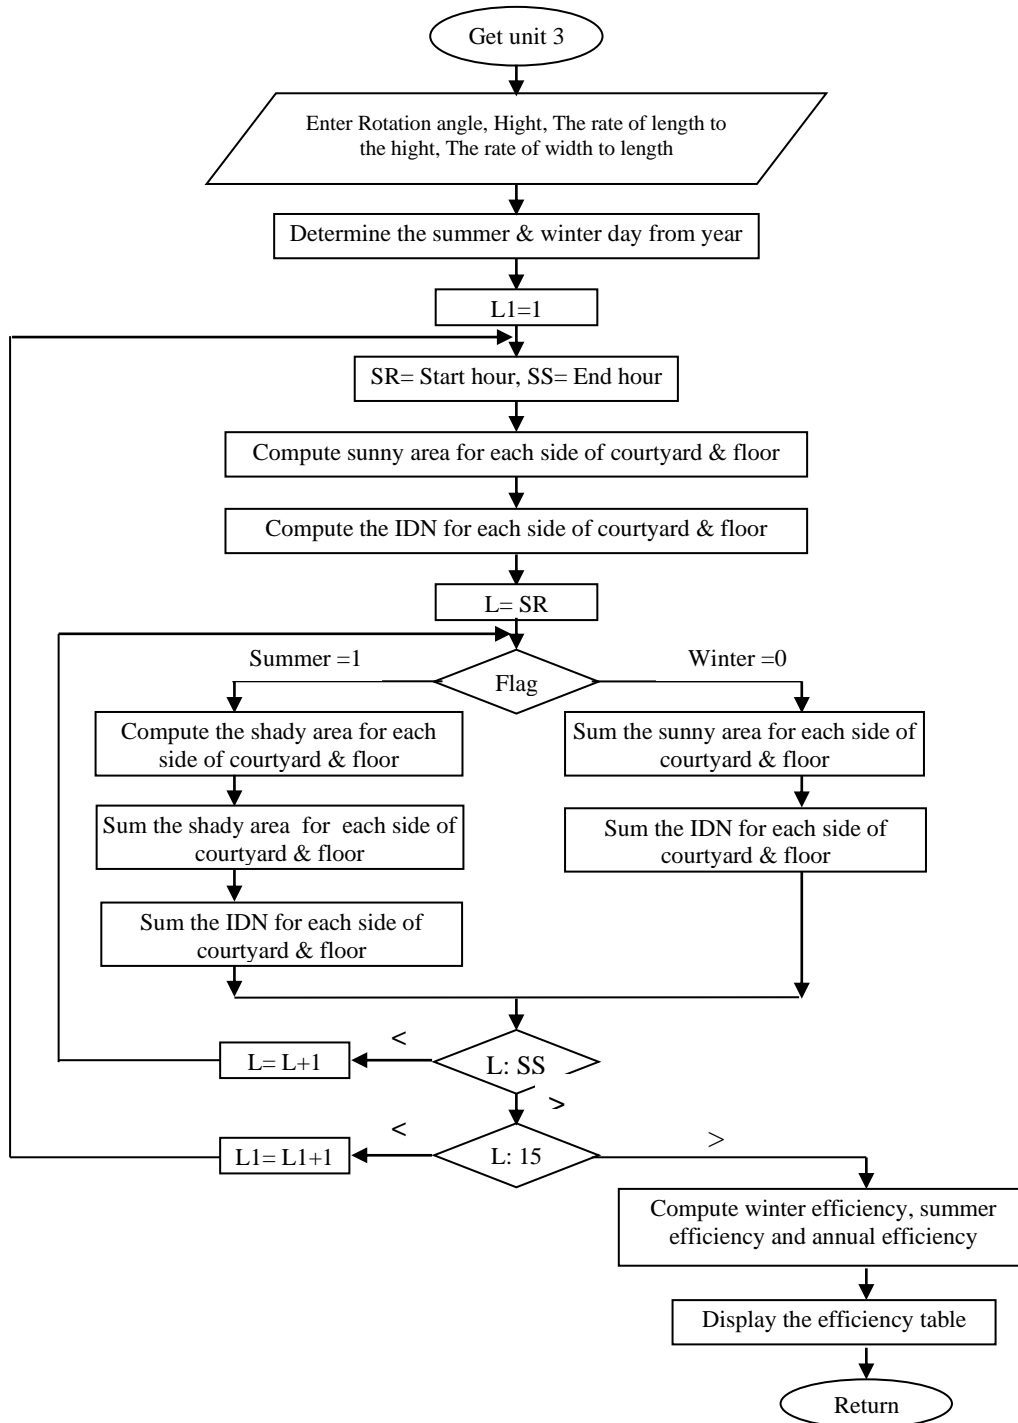 Get unit 3
Enter Rotation angle, Hight, The rate of length to
the hight, The rate of width to length
Determine the summer & winter day from year
L1=1
SR= Start hour, SS= End hour
Compute sunny area for each side of courtyard & floor
Compute the IDN for each side of courtyard & floor
L= SR
Summer =1
Winter =0
Flag
Compute the shady area for each
side of courtyard & floor
Sum the sunny area for each side of
courtyard & floor
Sum the shady area for each side of
courtyard & floor
Sum the IDN for each side of
courtyard & floor
Sum the IDN for each side of
courtyard & floor
<
L= L+1
L: SS
>
<
L1= L1+1
L: 15
>
Compute winter efficiency, summer
efficiency and annual efficiency
Display the efficiency table
Return